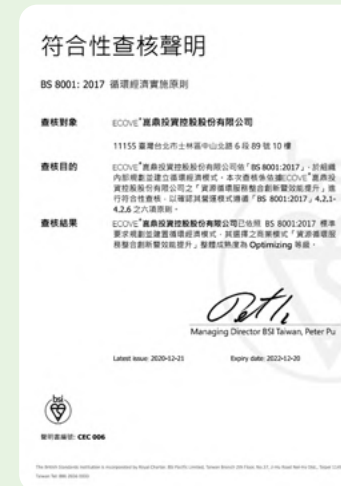 符合性查核聲明
BS 8001: 2017 循環經濟實施原則
查核對象 ECOVE 崑鼎投資控股股份有限公司
11155 臺灣台北市士林區中山北路 6 段 89 號 10 樓
查核目的 ECOVE 崑鼎投資控股股份有限公司依「BS 8001:2017」，於組織
內部規劃並建立循環經濟模式。本次查核係依據ECOVE 崑鼎投
資控股股份有限公司之「資源循環服務整合創新暨效能提升」進
行符合性查核，以確認其營運模式遵循「BS 8001:2017」4.2.1-
4.2.6 之六項原則。
查核結果 ECOVE 崑鼎投資控股股份有限公司已依照 BS 8001:2017 標準
要求規劃並建置循環經濟模式，其選擇之商業模式「資源循環服
務整合創新暨效能提升」整體成熟度為 Optimizing 等級。
Managing Director BSI Taiwan, Peter Pu
Latest issue: 2020-12-21 Expiry date: 2022-12-20
bsi
聲明書編號: CEC 006